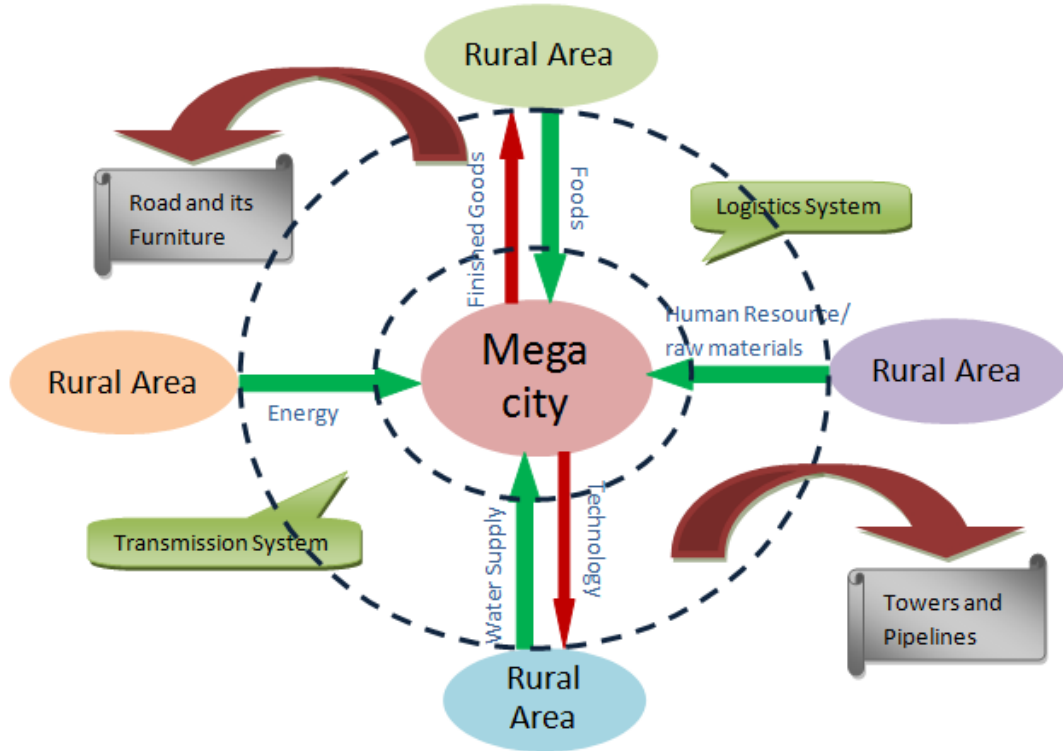 Rural Area
Road and its
Furniture
Finished Goods
Foods
Logistics System
Rural Area
Energy
Mega
city
Human Resource/
raw materials
Rural Area
Transmission System
Water Supply
Technology
Towers and
Pipelines
Rural
Area